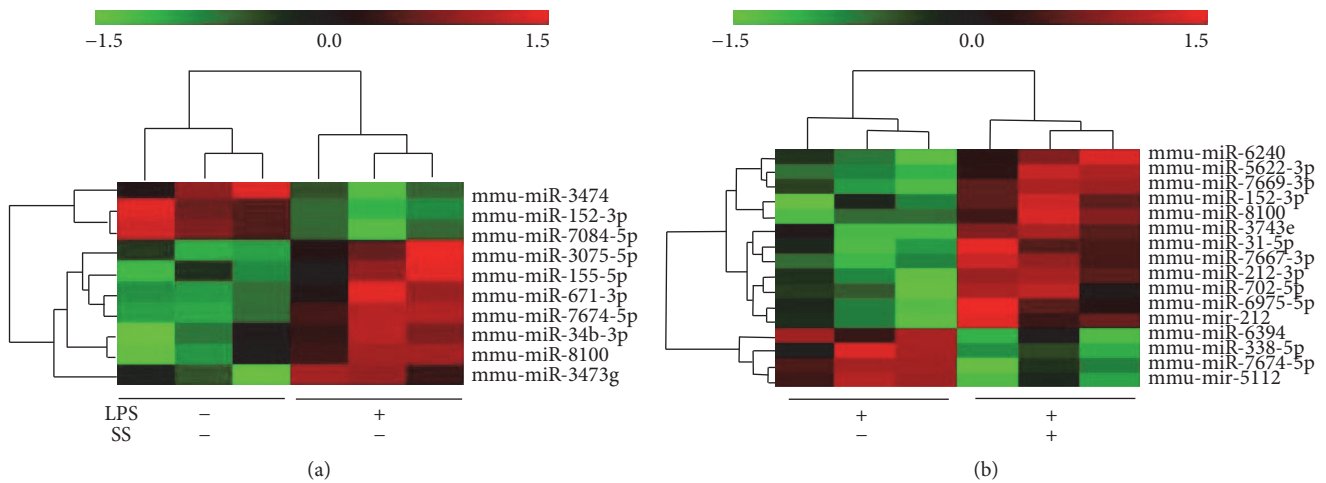 −1.5 0.0 1.5
mmu-miR-3474
mmu-miR-152-3p
mmu-miR-7084-5p
mmu-miR-3075-5p
mmu-miR-155-5p
mmu-miR-671-3p
mmu-miR-7674-5p
mmu-miR-34b-3p
mmu-miR-8100
mmu-miR-3473g
LPS − +
SS − −
(a)
−1.5 0.0 1.5
mmu-miR-6240
mmu-miR-5622-3p
mmu-miR-7669-3p
mmu-miR-152-3p
mmu-miR-8100
mmu-miR-3743e
mmu-miR-31-5p
mmu-miR-7667-3p
mmu-miR-212-3p
mmu-miR-702-5p
mmu-miR-6975-5p
mmu-mir-212
mmu-miR-6394
mmu-miR-338-5p
mmu-miR-7674-5p
mmu-mir-5112
+ +
− +
(b)